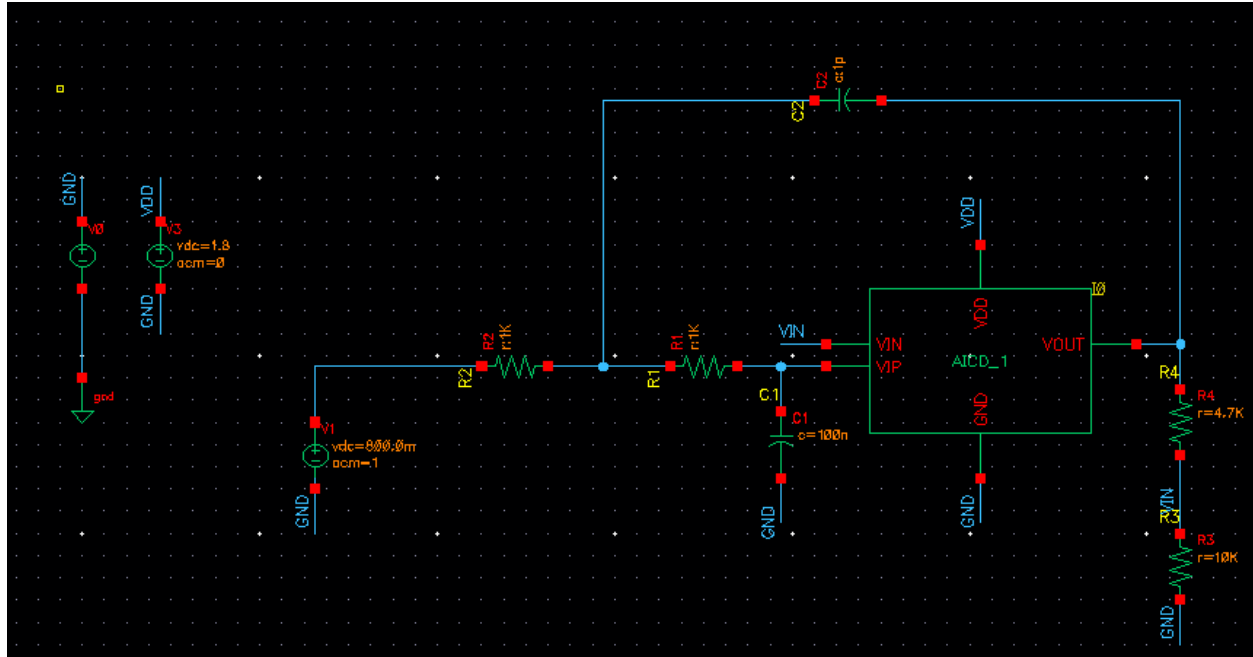 C2
c:1p
C2
GND
V0
gnd
VDD
V3
vdc=1.8
acm=0
GND
R2
r:1K
R2
R1
r:1K
R1
VIN
VDD
I0
VDD
VIN
VIP
AICD_1
VOUT
GND
GND
C1
C1
c=100n
GND
V1
vdc=800.0m
acm=1
GND
R4
R4
r=4.7K
VIN
R3
R3
r=10K
GND